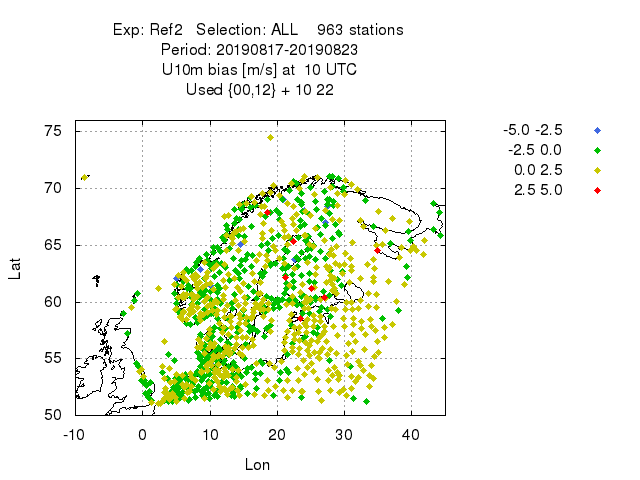 Exp: Ref2 Selection: ALL 963 stations
Period: 20190817-20190823
U10m bias [m/s] at 10 UTC
Used {00,12} + 10 22
-5.0 -2.5
-2.5 0.0
0.0 2.5
2.5 5.0
75
70
65
60
55
50
Lat
-10 0 10 20 30 40
Lon